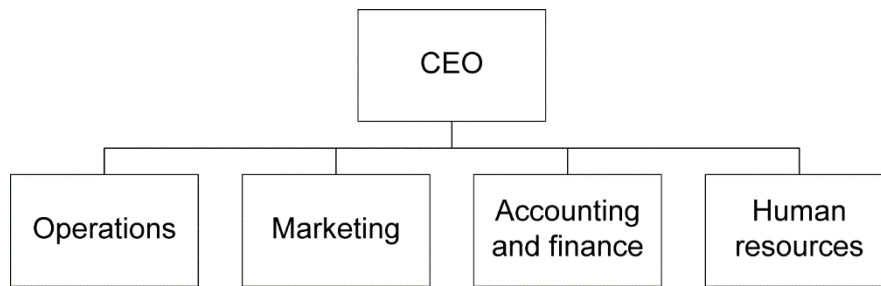 CEO
Operations
Marketing
Accounting
and finance
Human
resources